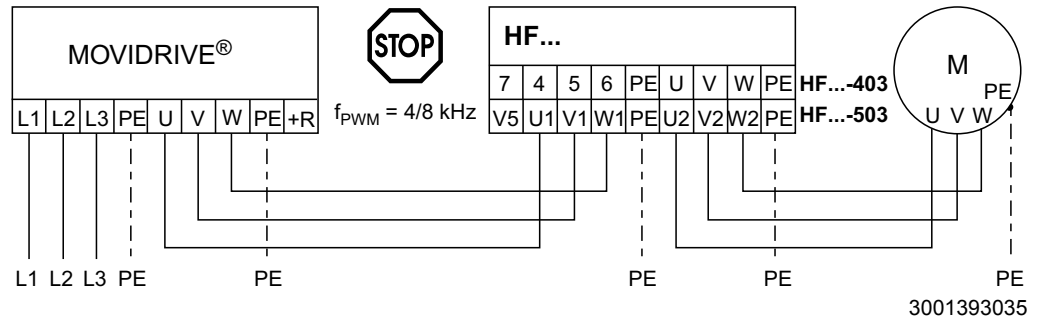 MOVIDRIVE®
STOP
fPWM = 4/8 kHz
HF...
7 4 5 6 PE U V W PE HF...-403
L1 L2 L3 PE U V W PE +R
V5 U1 V1 W1 PE U2 V2 W2 PE HF...-503
M
PE
U V W
L1 L2 L3 PE PE PE PE PE
3001393035